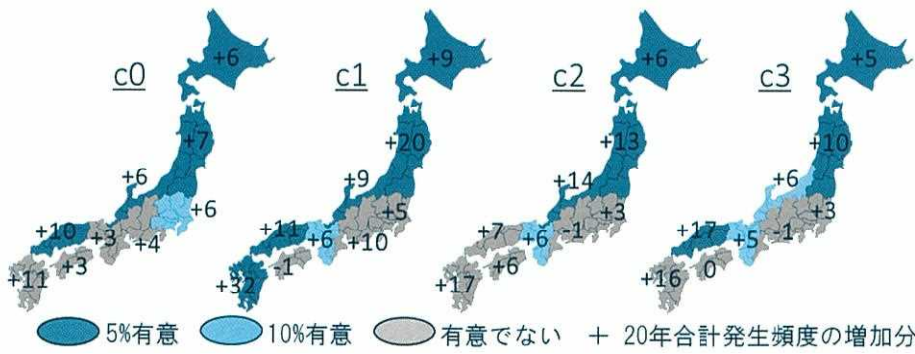 c0 c1 c2 c3
+6 +9 +6 +5
+7 +20 +13 +10
+6 +9 +14 +6
+6 +5 +3 +3
+10 +3 +4 +11 +6 +10 +7 +6 -1 +17 +5 -1
+11 +3 +32 -1 +17 +6 +16 0
5%有意 10%有意 有意でない + 20年合計発生頻度の増加分